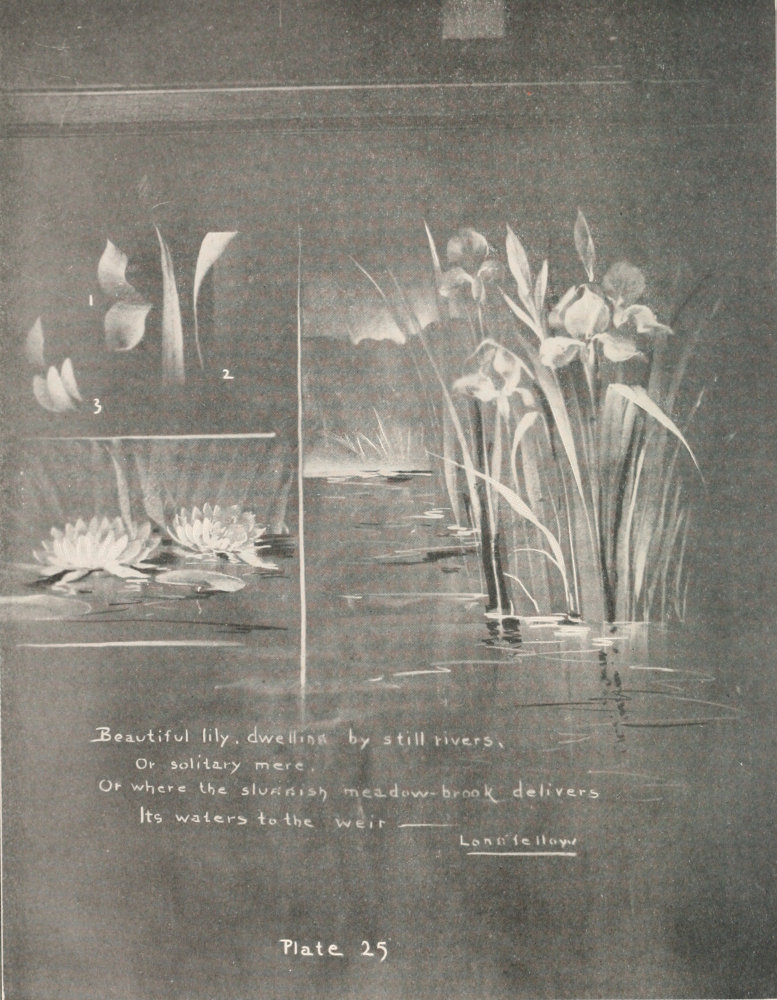 1
2
3
Beautiful lily, dwelling by still rivers,
Or solitary mere,
Or where the sluggish meadow-brook delivers
Its waters to the weir —
Longfellow
Plate 25